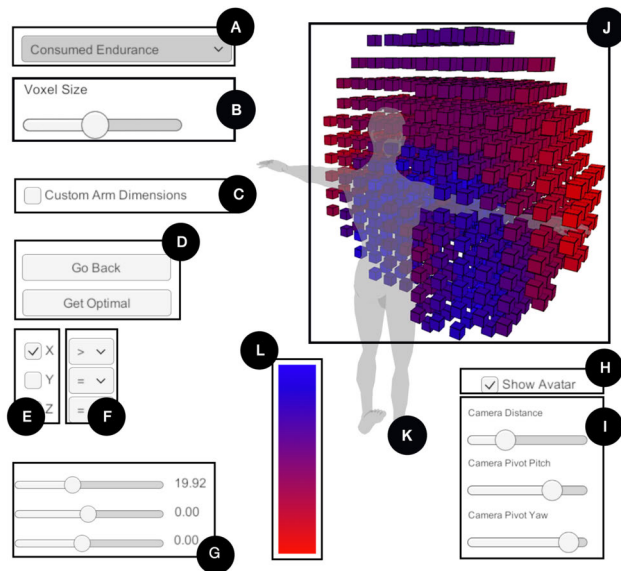 A
Consumed Endurance
J
Voxel Size
B
Custom Arm Dimensions
C
D
Go Back
Get Optimal
L
X
>
H
Y
=
Show Avatar
E
Z
F
=
K
Camera Distance
I
19.92
Camera Pivot Pitch
0.00
Camera Pivot Yaw
0.00
G